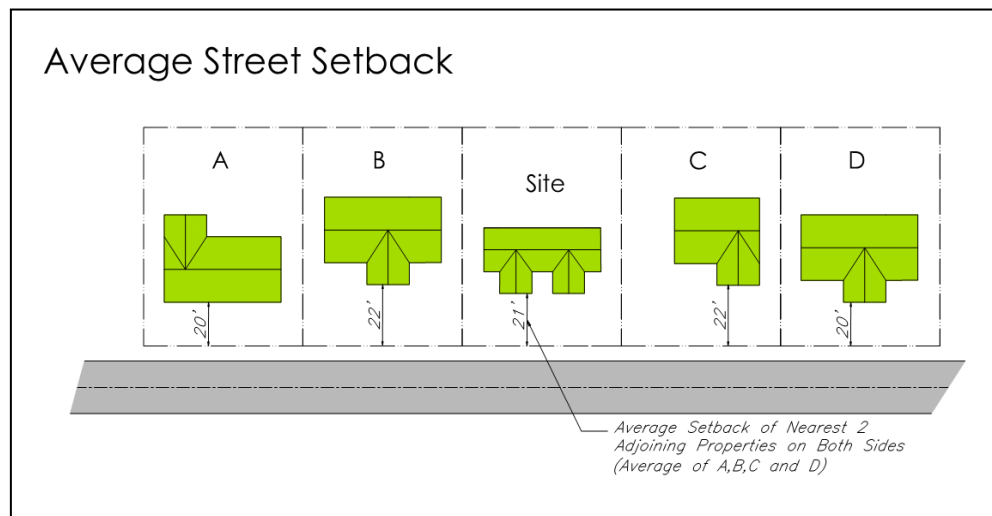 Average Street Setback
A
B
Site
C
D
20'
22'
21'
22'
20'
Average Setback of Nearest 2
Adjoining Properties on Both Sides
(Average of A,B,C and D)